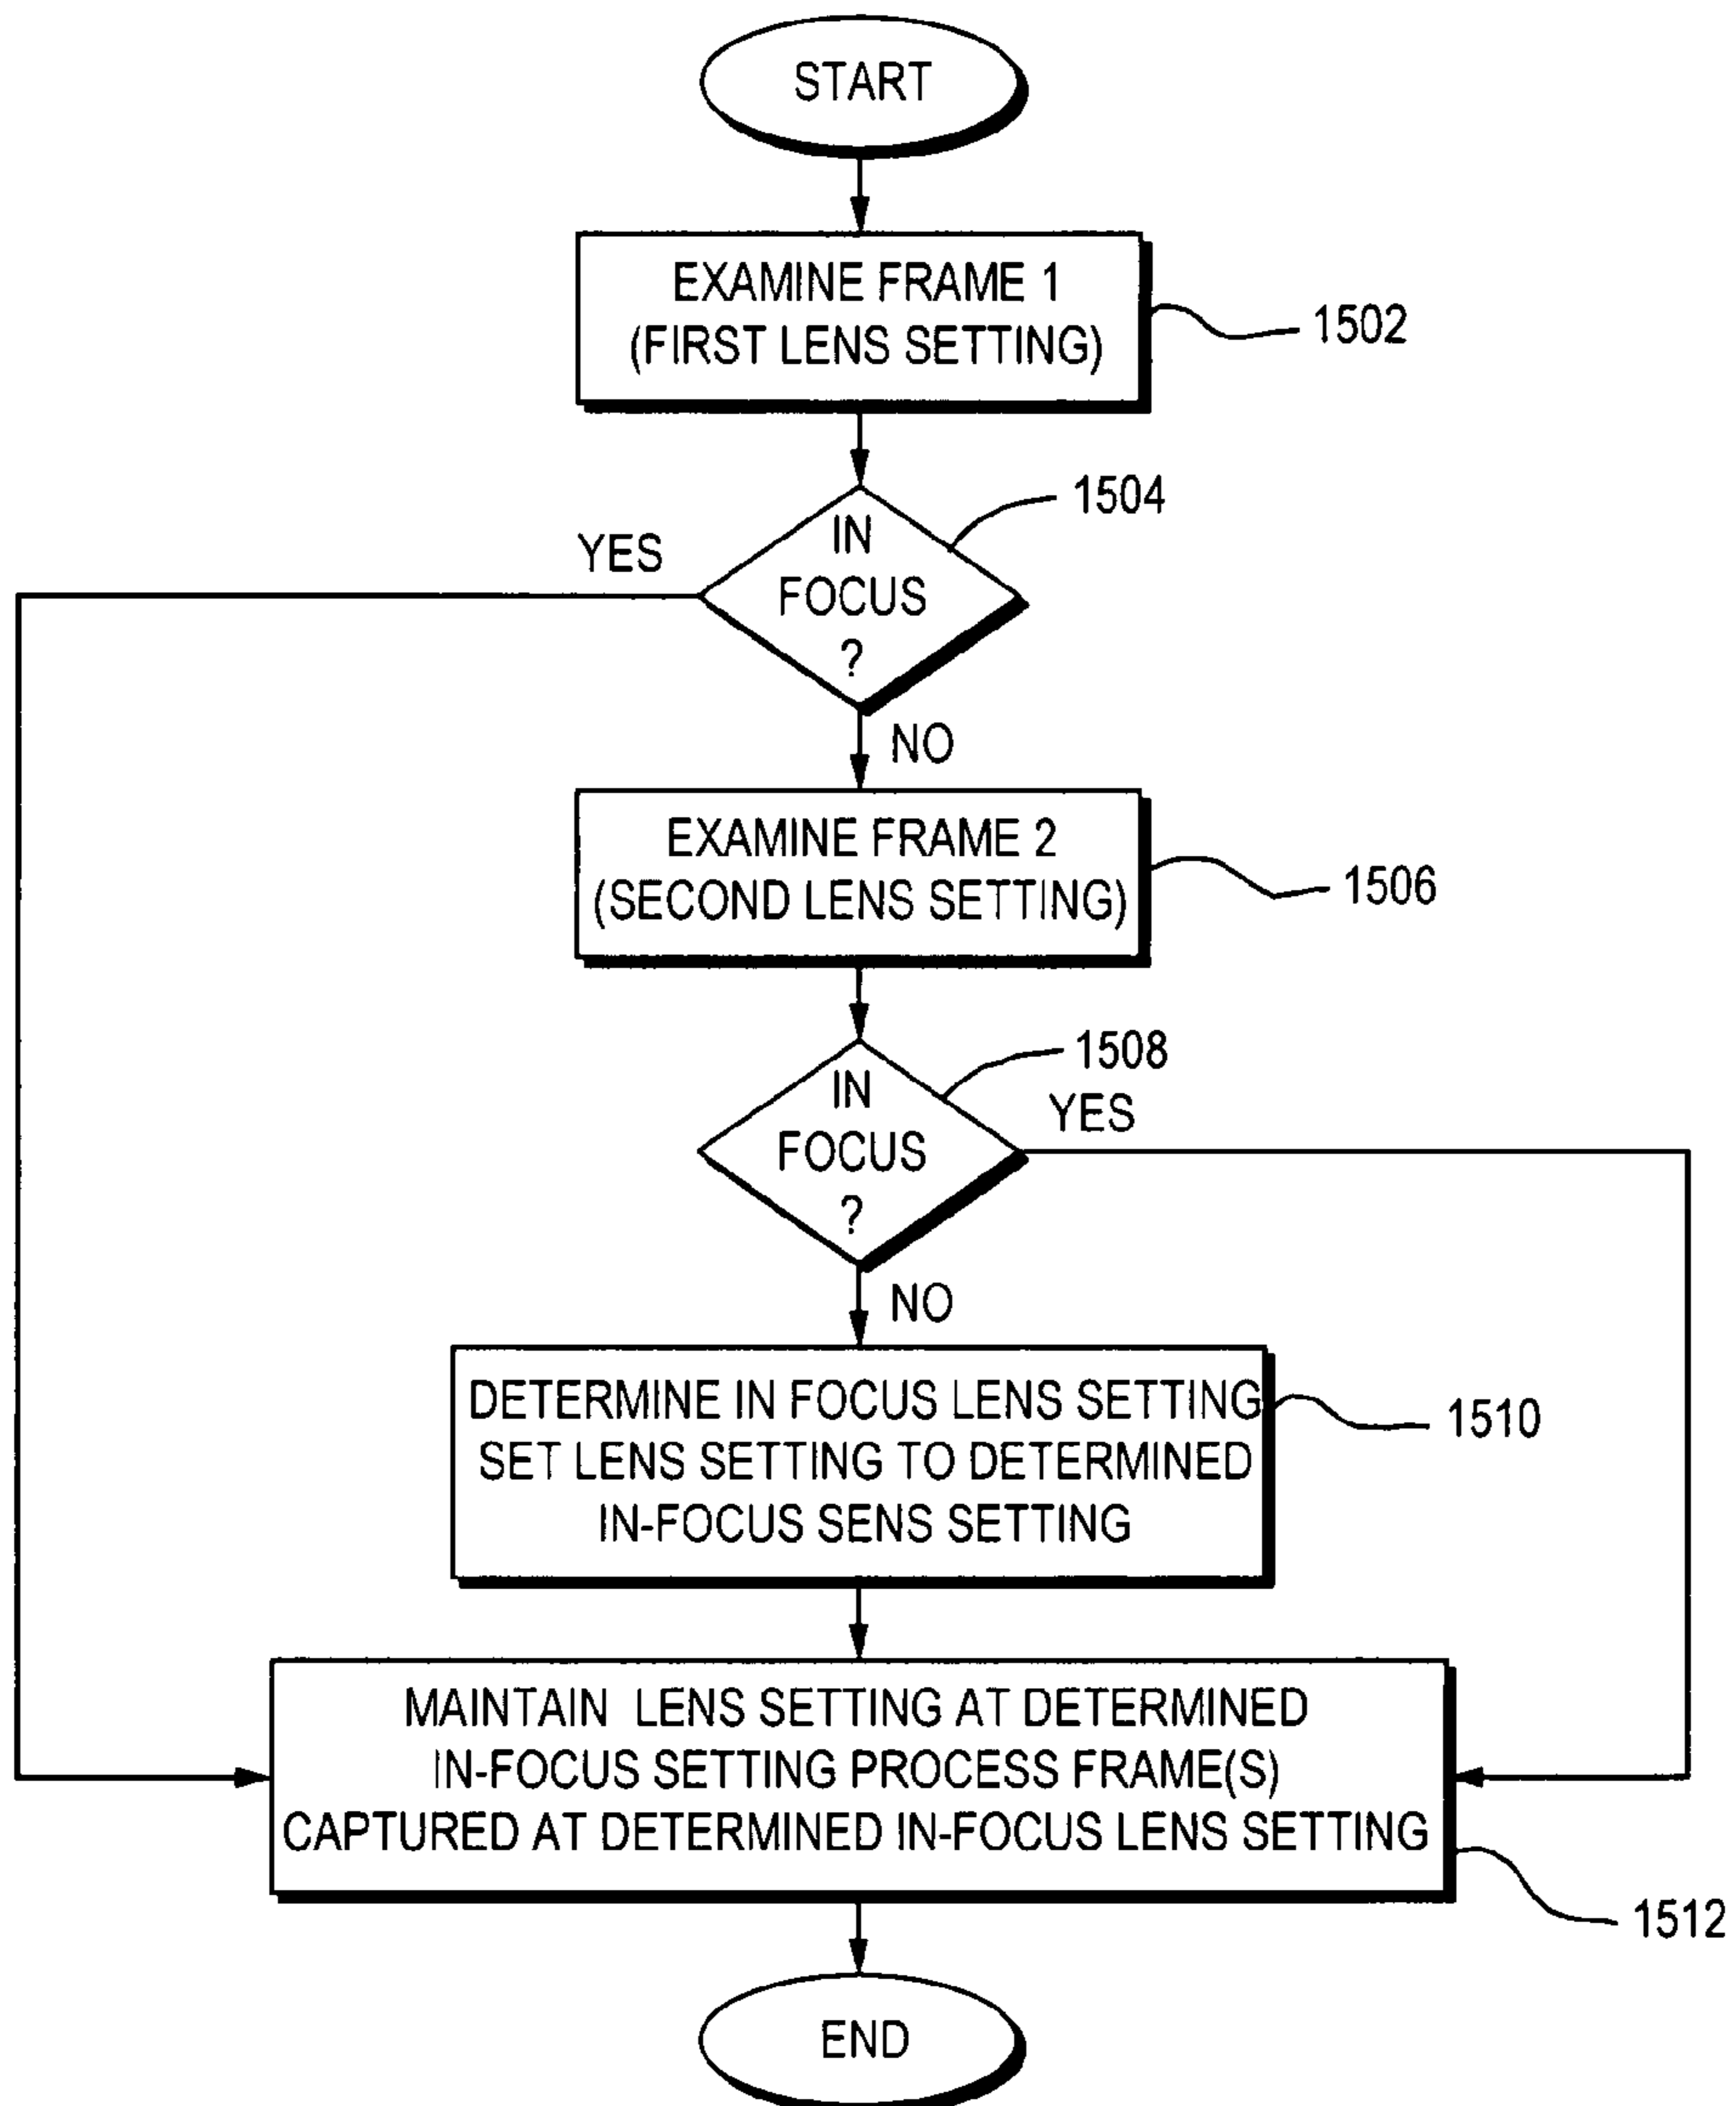 START
EXAMINE FRAME 1
(FIRST LENS SETTING)
1502
1504
IN
FOCUS
?
YES
NO
EXAMINE FRAME 2
(SECOND LENS SETTING)
1506
1508
IN
FOCUS
?
YES
NO
DETERMINE IN FOCUS LENS SETTING
SET LENS SETTING TO DETERMINED
IN-FOCUS SENS SETTING
1510
MAINTAIN LENS SETTING AT DETERMINED
IN-FOCUS SETTING PROCESS FRAME(S)
CAPTURED AT DETERMINED IN-FOCUS LENS SETTING
1512
END